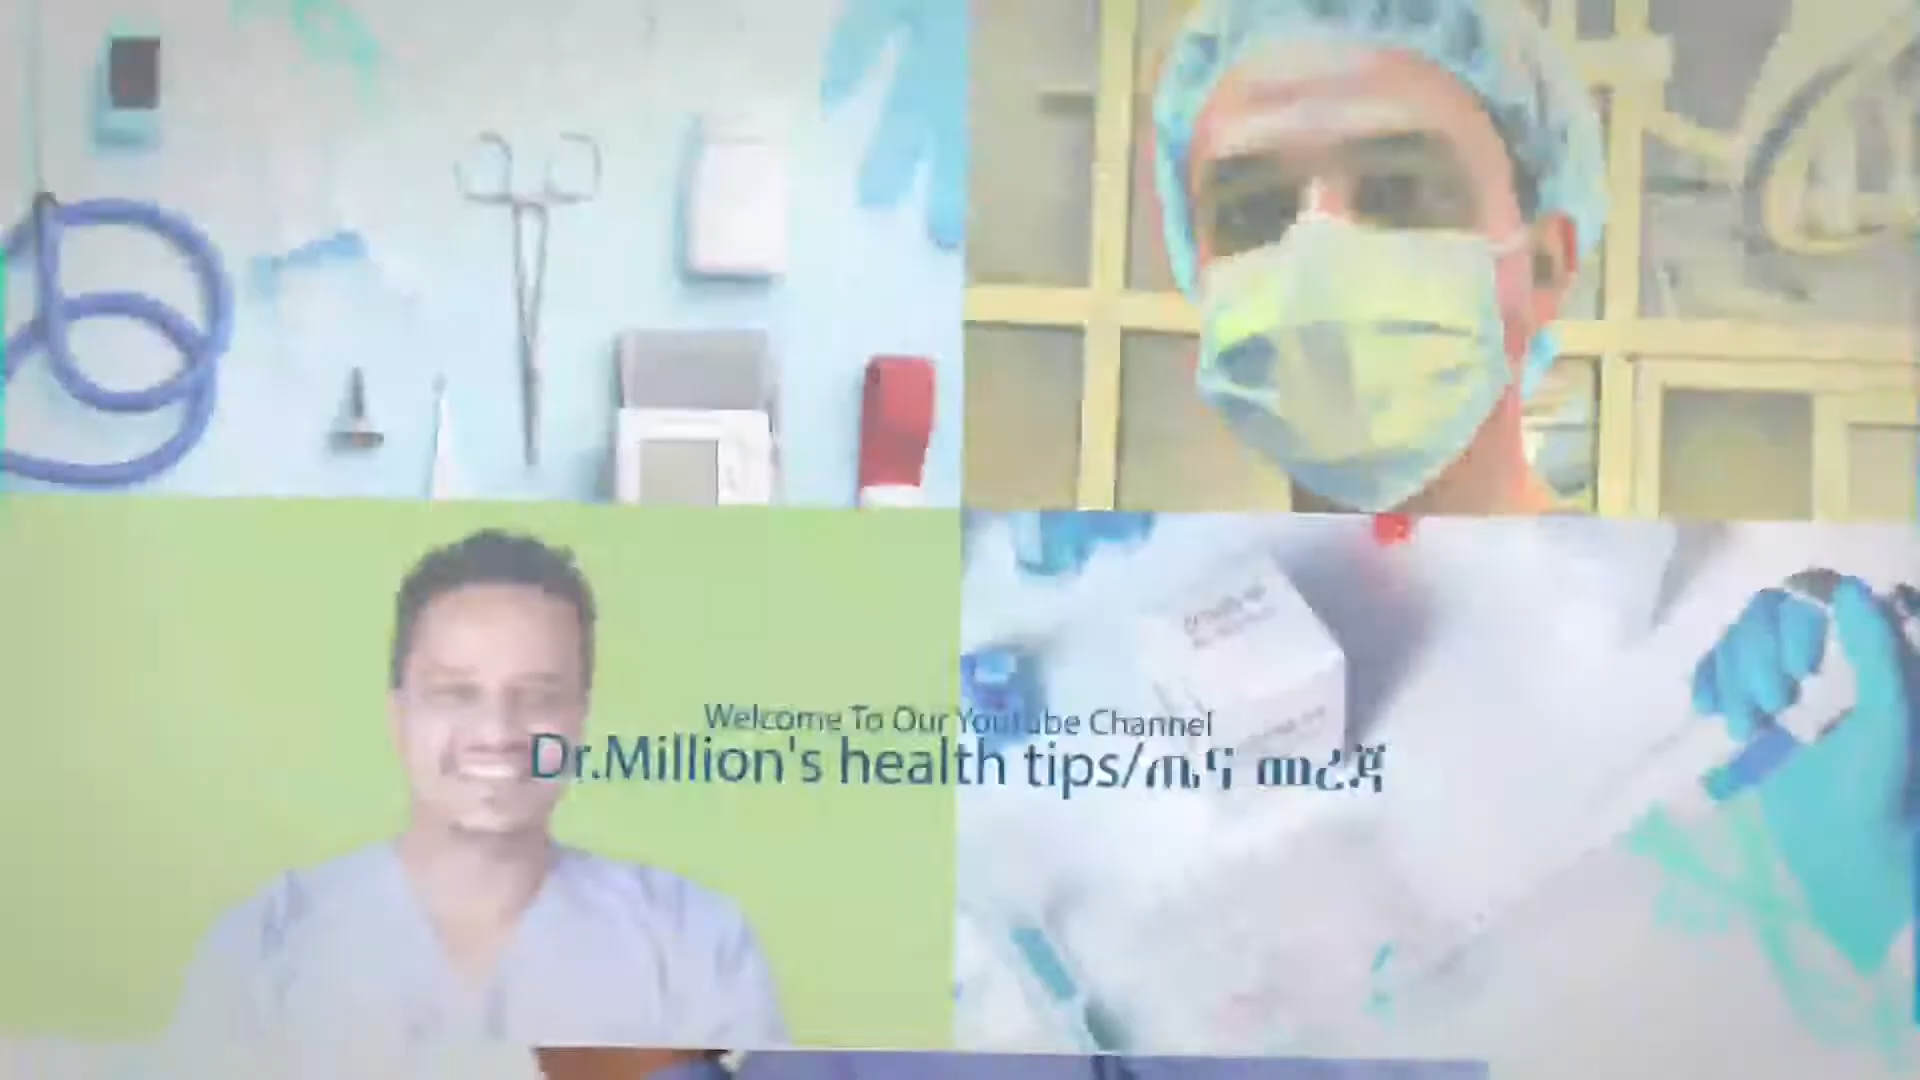 Welcome To Our Youtube Channel
Dr.Million's health tips/ጤና መረጃ